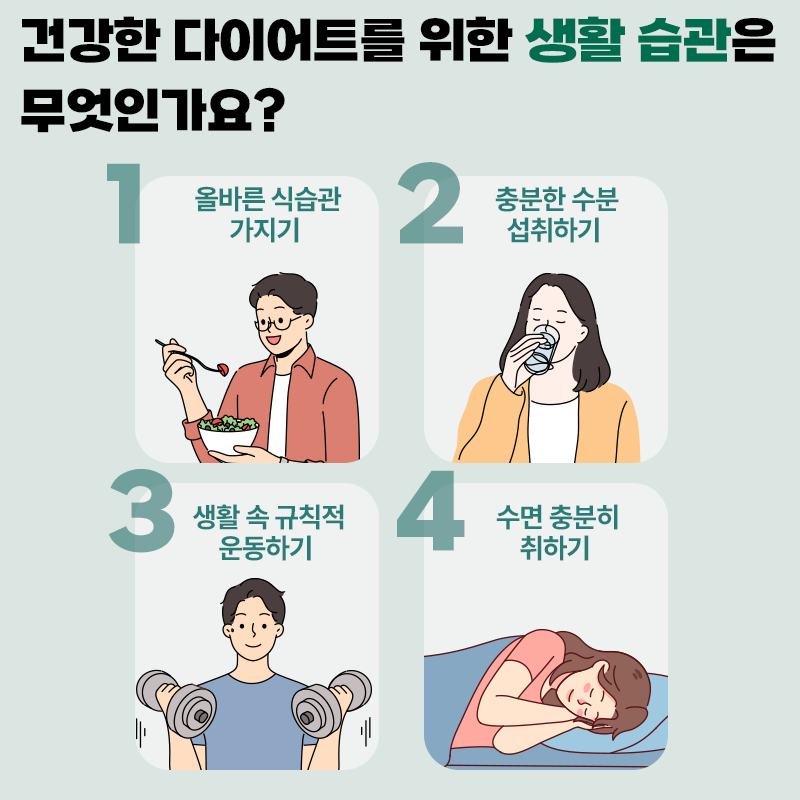 건강한 다이어트를 위한 생활 습관은
무엇인가요?
1
올바른 식습관
가지기
2
충분한 수분
섭취하기
3
생활 속 규칙적
운동하기
4
수면 충분히
취하기